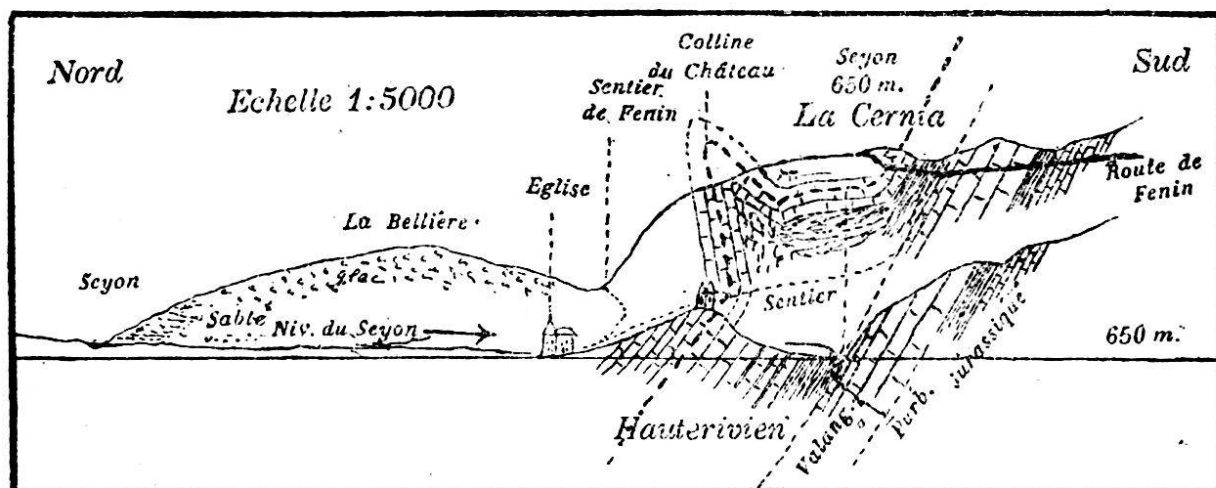 Nord
Echelle 1:5000
Colline
du Château
Sentier
de Fenin
Seyon
650 m.
La Cernia
Sud
Eglise
Route de
Fenin
La Bellière
Seyon
glac
Sable
Niv. du Seyon
Sentier
650 m.
Hauterivien
Valang.
Purb.
jurassique